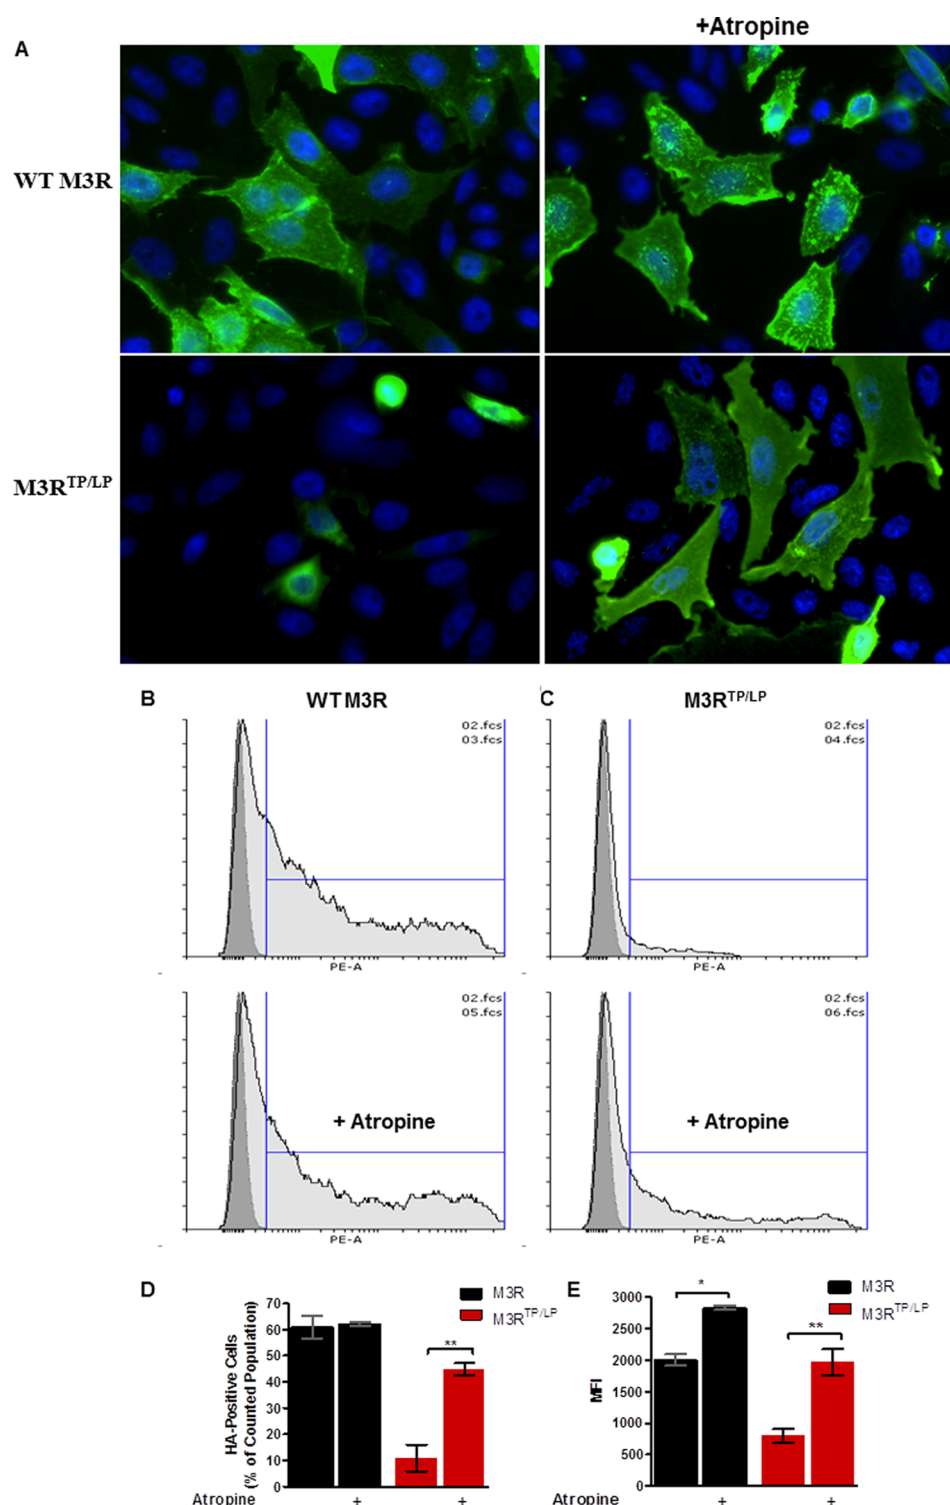 +Atropine
A
WT M3R
M3RTP/LP
B
WT M3R
C
M3RTP/LP
02.fcs
03.fcs
PE-A
02.fcs
04.fcs
PE-A
02.fcs
05.fcs
+ Atropine
PE-A
02.fcs
06.fcs
+ Atropine
PE-A
D
M3R
M3RTP/LP
HA-Positive Cells
(% of Counted Population)
70
60
50
40
30
20
10
0
**
Atropine + +
E
M3R
M3RTP/LP
MFI
3000
2500
2000
1500
1000
500
0
*
**
Atropine + +